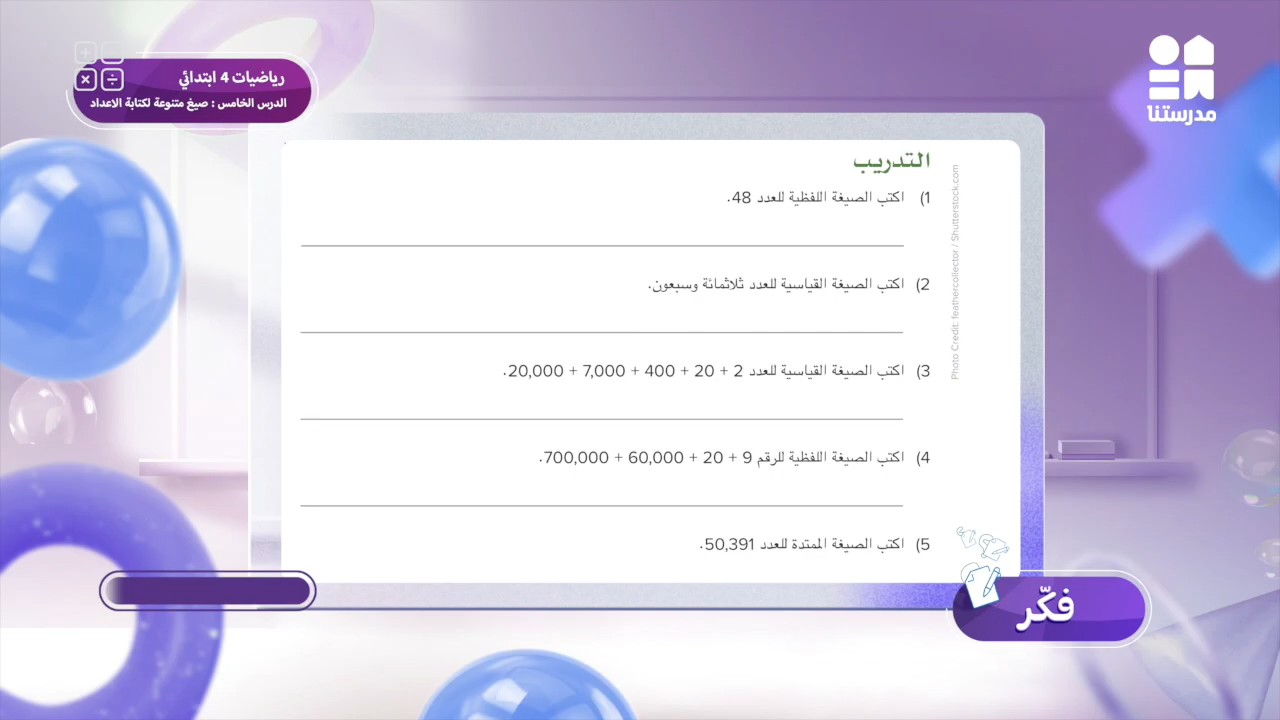 رياضيات 4 ابتدائي
الدرس الخامس : صيغ متنوعة لكتابة الاعداد
مدرستنا
التدريب
1) اكتب الصيغة اللفظية للعدد 48.
2) اكتب الصيغة القياسية للعدد ثلاثمائة وسبعون.
3) اكتب الصيغة القياسية للعدد 2 + 20 + 400 + 7,000 + 20,000.
4) اكتب الصيغة اللفظية للرقم 9 + 20 + 60,000 + 700,000.
5) اكتب الصيغة الممتدة للعدد 50,391.
Photo Credit: feathercollector / Shutterstock.com
فكّر